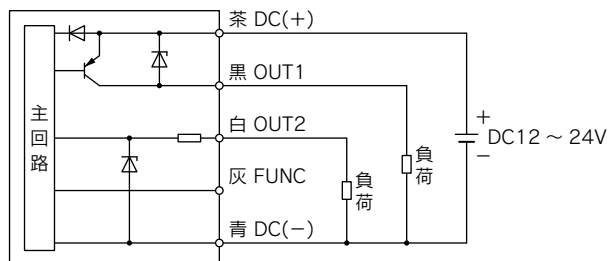 茶 DC(+)
黒 OUT1
主回路
白 OUT2
灰 FUNC
青 DC(−)
負荷
負荷
+
−
DC12 ~ 24V